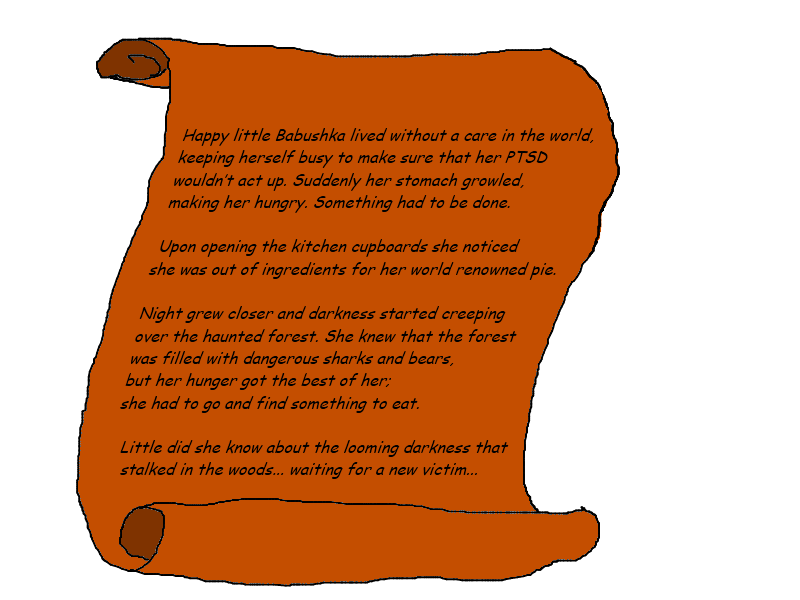 Happy little Babushka lived without a care in the world,
keeping herself busy to make sure that her PTSD
wouldn't act up. Suddenly her stomach growled,
making her hungry. Something had to be done.
Upon opening the kitchen cupboards she noticed
she was out of ingredients for her world renowned pie.
Night grew closer and darkness started creeping
over the haunted forest. She knew that the forest
was filled with dangerous sharks and bears,
but her hunger got the best of her;
she had to go and find something to eat.
Little did she know about the looming darkness that
stalked in the woods... waiting for a new victim...